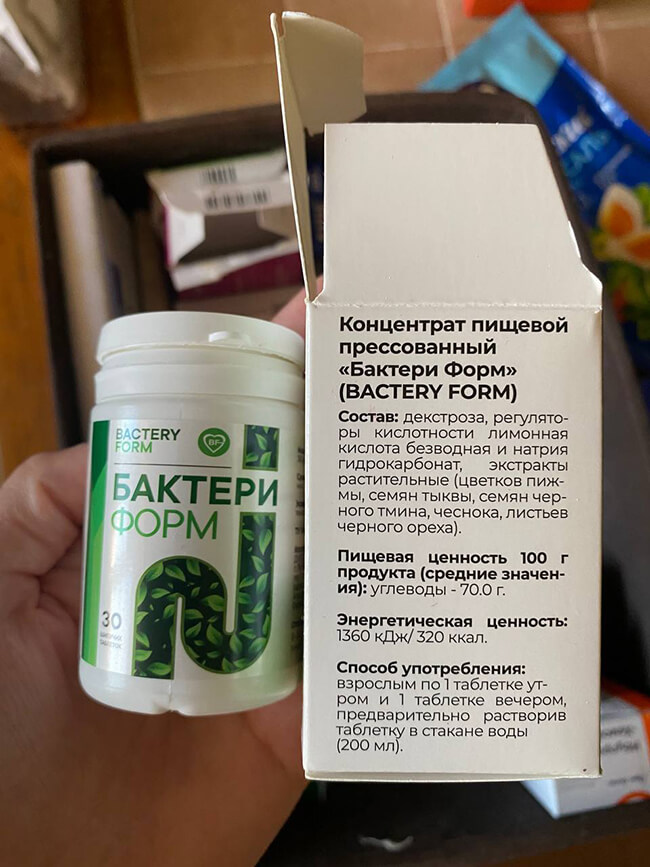 BACTERY
FORM
BF
БАКТЕРИ
ФОРМ
30
Концентрат пищевой
прессованный
«Бактери Форм»
(BACTERY FORM)
Состав: декстроза, регулято-
ры кислотности лимонная
кислота безводная и натрия
гидрокарбонат, экстракты
растительные (цветков пиж-
мы, семян тыквы, семян чер-
ного тмина, чеснока, листьев
черного ореха).
Пищевая ценность 100 г
продукта (средние значен-
ия): углеводы - 70.0 г.
Энергетическая ценность:
1360 кДж/ 320 ккал.
Способ употребления:
взрослым по 1 таблетке ут-
ром и 1 таблетке вечером,
предварительно растворив
таблетку в стакане воды
(200 мл).